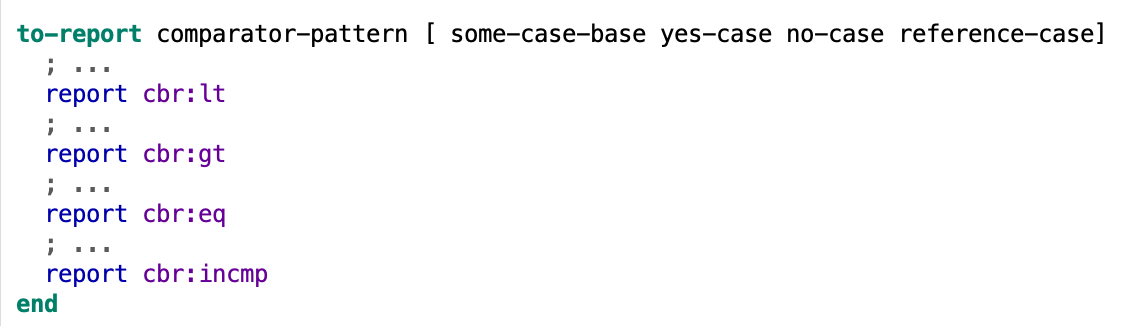 to-report comparator-pattern [ some-case-base yes-case no-case reference-case]
; ...
report cbr:lt
; ...
report cbr:gt
; ...
report cbr:eq
; ...
report cbr:incmp
end